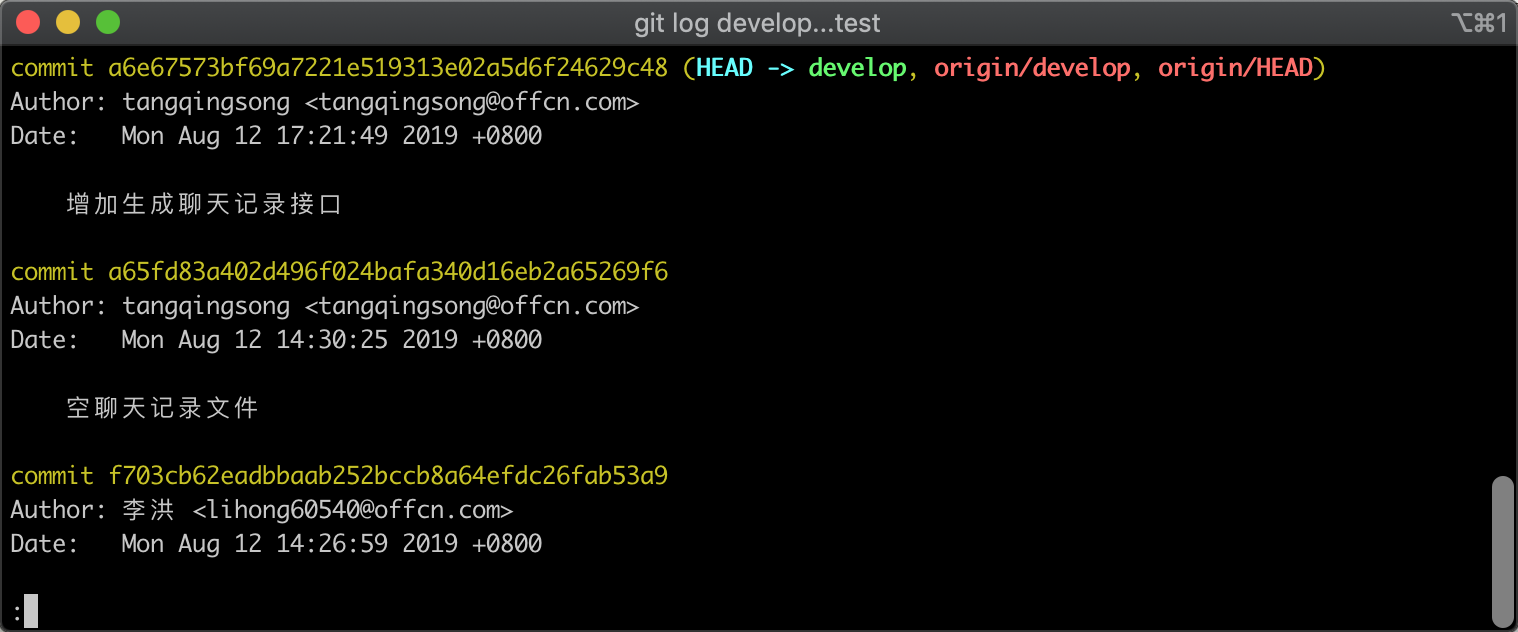 git log develop...test
⌥⌘1
commit a6e67573bf69a7221e519313e02a5d6f24629c48 (HEAD -> develop, origin/develop, origin/HEAD)
Author: tangqingsong <tangqingsong@offcn.com>
Date:   Mon Aug 12 17:21:49 2019 +0800
增加生成聊天记录接口
commit a65fd83a402d496f024bafa340d16eb2a65269f6
Author: tangqingsong <tangqingsong@offcn.com>
Date:   Mon Aug 12 14:30:25 2019 +0800
空聊天记录文件
commit f703cb62eadbbaab252bccb8a64efdc26fab53a9
Author: 李洪 <lihong60540@offcn.com>
Date:   Mon Aug 12 14:26:59 2019 +0800
: